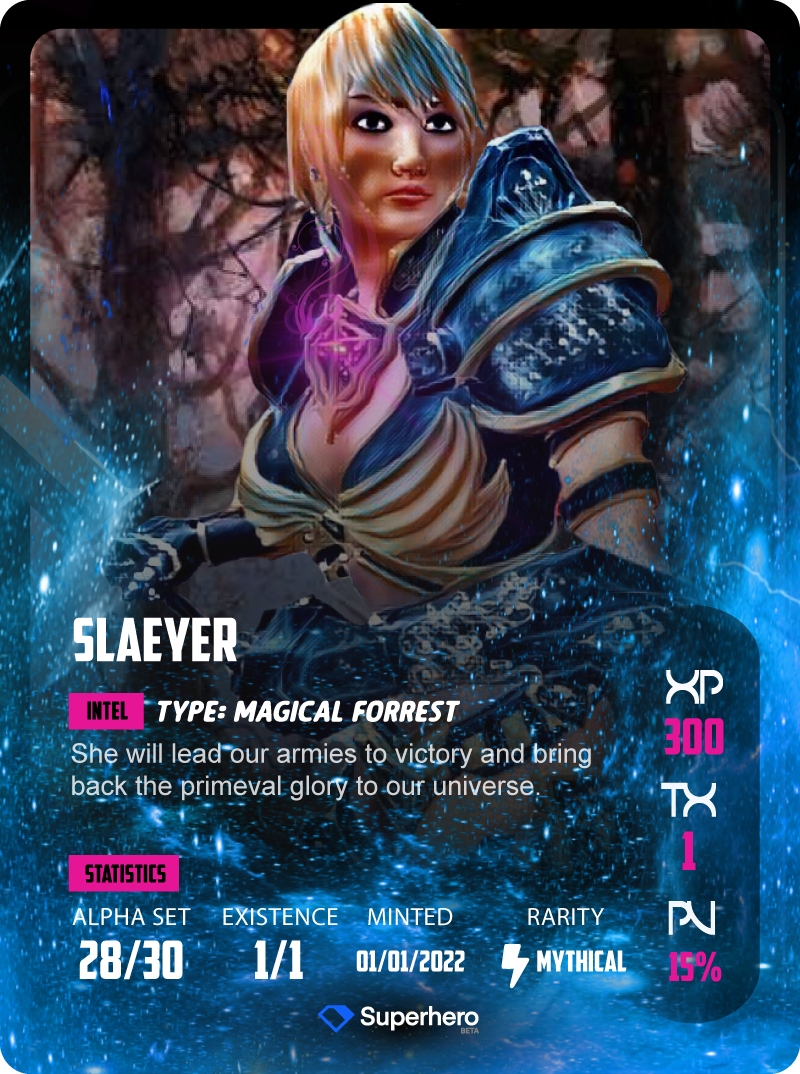 SLAEYER
INTEL TYPE: MAGICAL FORREST
She will lead our armies to victory and bring
back the primeval glory to our universe.
XP
300
TX
1
PV
15%
STATISTICS
ALPHA SET EXISTENCE MINTED RARITY
28/30 1/1 01/01/2022 MYTHICAL
Superhero
BETA